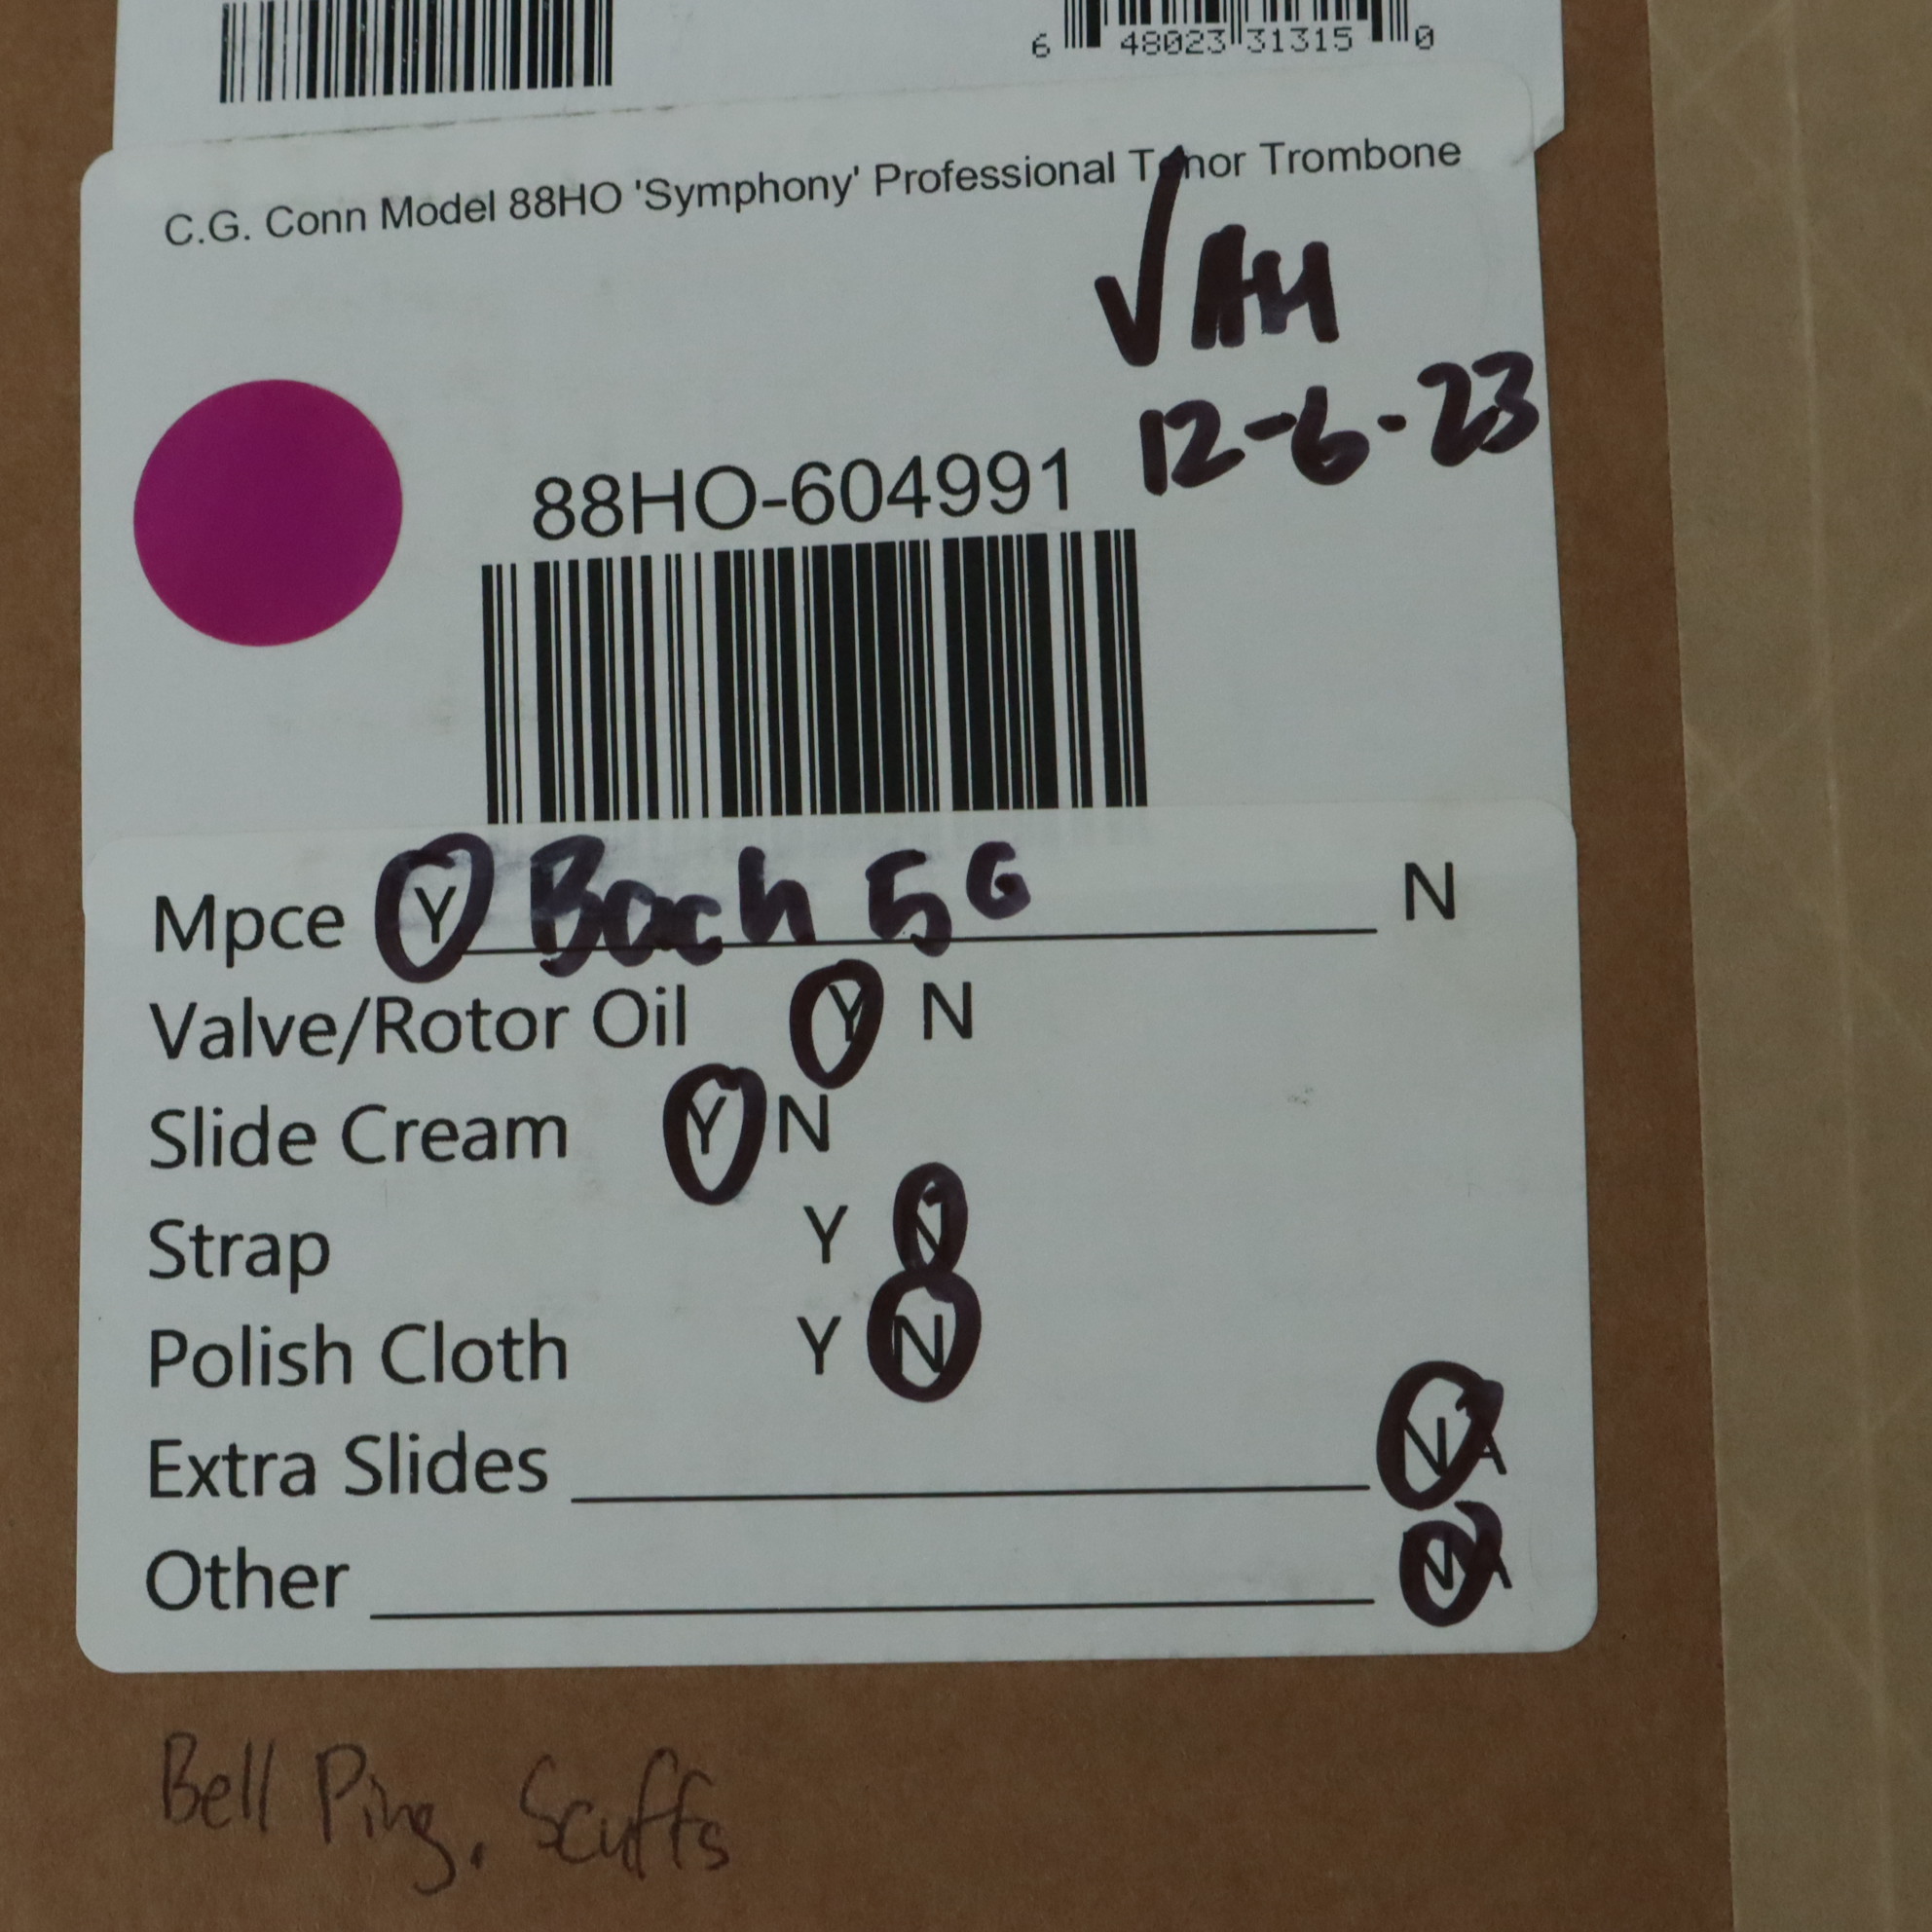 6 48023 31315 0
C.G. Conn Model 88HO 'Symphony' Professional Tenor Trombone
√ AH
12-6-23
88HO-604991
Mpce Y Bach 5G N
Valve/Rotor Oil Y N
Slide Cream Y N
Strap Y N
Polish Cloth Y N
Extra Slides NA
Other NA
Bell Ping, Scuffs